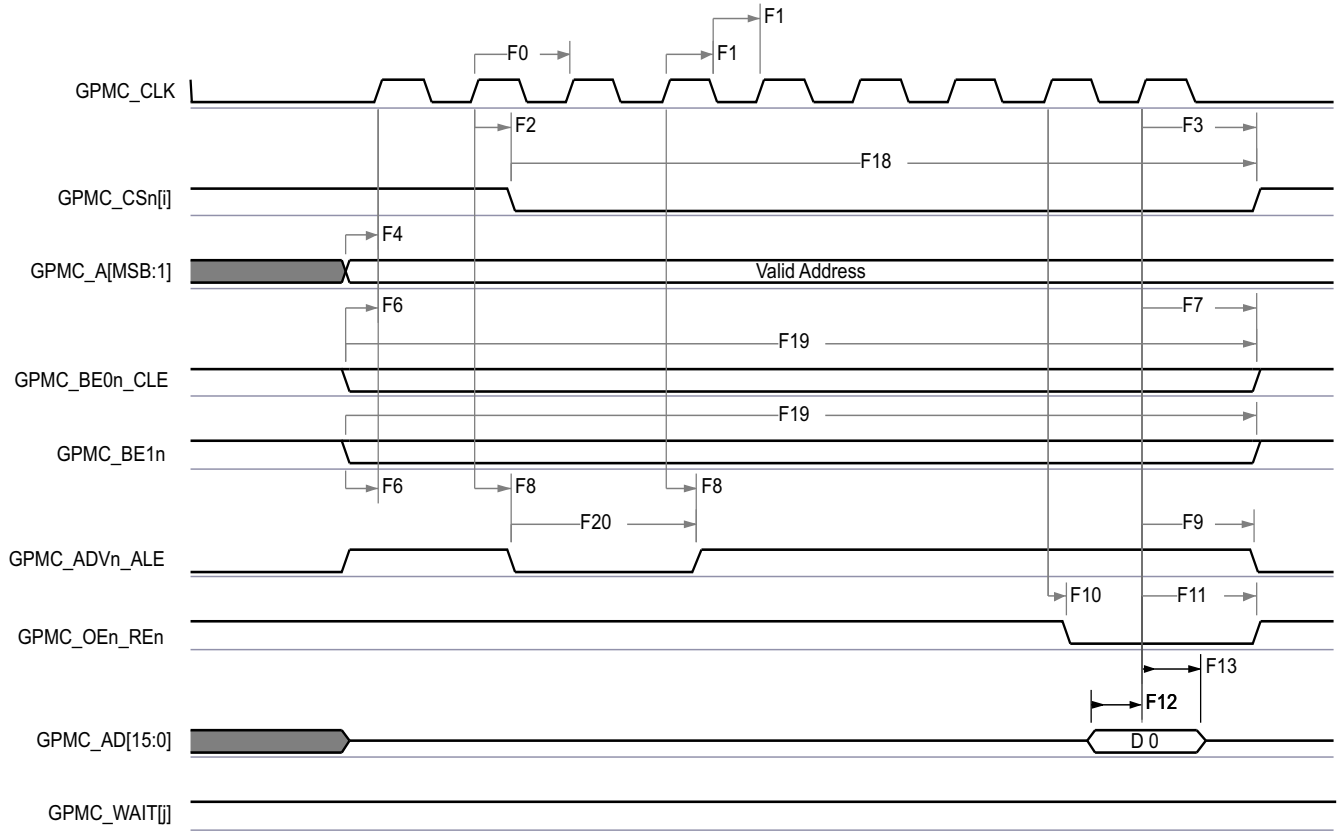 F1
F0
F1
GPMC_CLK
F2
F3
F18
GPMC_CSn[i]
F4
GPMC_A[MSB:1]
Valid Address
F6
F7
F19
GPMC_BE0n_CLE
F19
GPMC_BE1n
F6
F8
F8
F20
F9
GPMC_ADVn_ALE
F10
F11
GPMC_OEn_REn
F13
F12
GPMC_AD[15:0]
D 0
GPMC_WAIT[j]